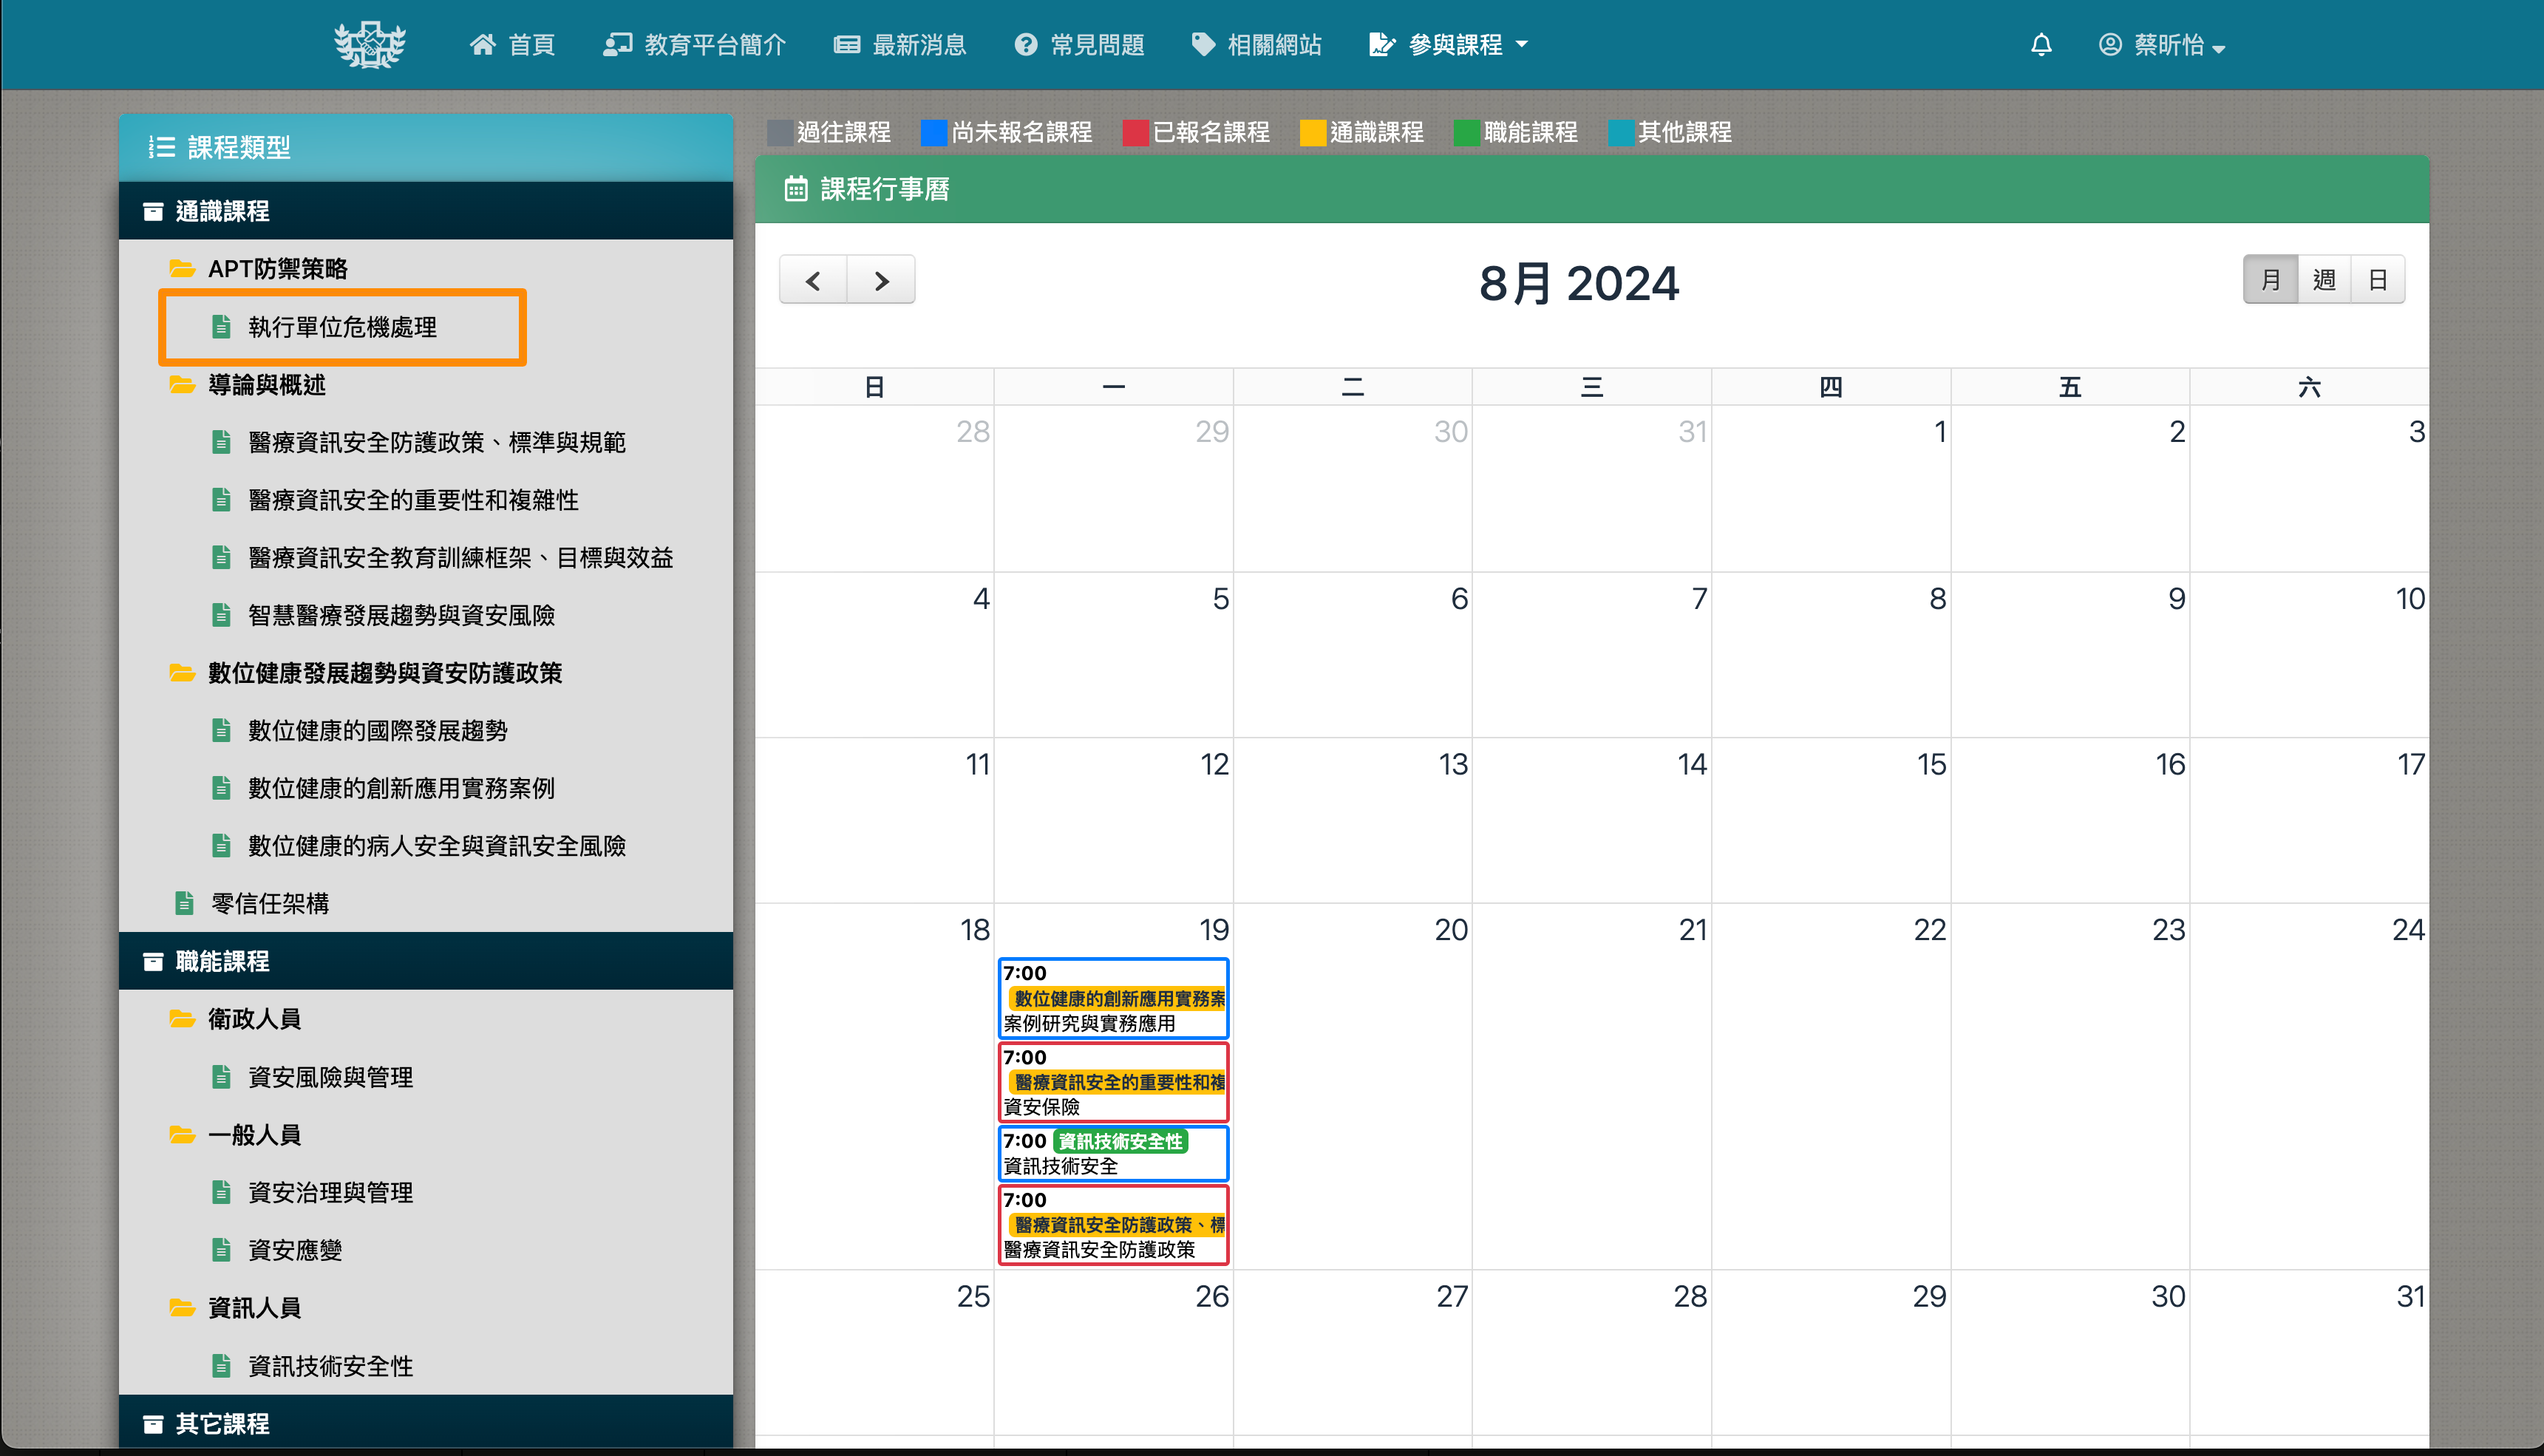 首頁 教育平台簡介 最新消息 常見問題 相關網站 參與課程 蔡昕怡
課程類型
通識課程
APT防禦策略
執行單位危機處理
導論與概述
醫療資訊安全防護政策、標準與規範
醫療資訊安全的重要性和複雜性
醫療資訊安全教育訓練框架、目標與效益
智慧醫療發展趨勢與資安風險
數位健康發展趨勢與資安防護政策
數位健康的國際發展趨勢
數位健康的創新應用實務案例
數位健康的病人安全與資訊安全風險
零信任架構
職能課程
衛政人員
資安風險與管理
一般人員
資安治理與管理
資安應變
資訊人員
資訊技術安全性
其它課程
過往課程 尚未報名課程 已報名課程 通識課程 職能課程 其他課程
課程行事曆
8月 2024
月 週 日
日 一 二 三 四 五 六
28 29 30 31 1 2 3
4 5 6 7 8 9 10
11 12 13 14 15 16 17
18 19 20 21 22 23 24
7:00
數位健康的創新應用實務案
案例研究與實務應用
7:00
醫療資訊安全的重要性和複
資安保險
7:00 資訊技術安全性
資訊技術安全
7:00
醫療資訊安全防護政策、標
醫療資訊安全防護政策
25 26 27 28 29 30 31